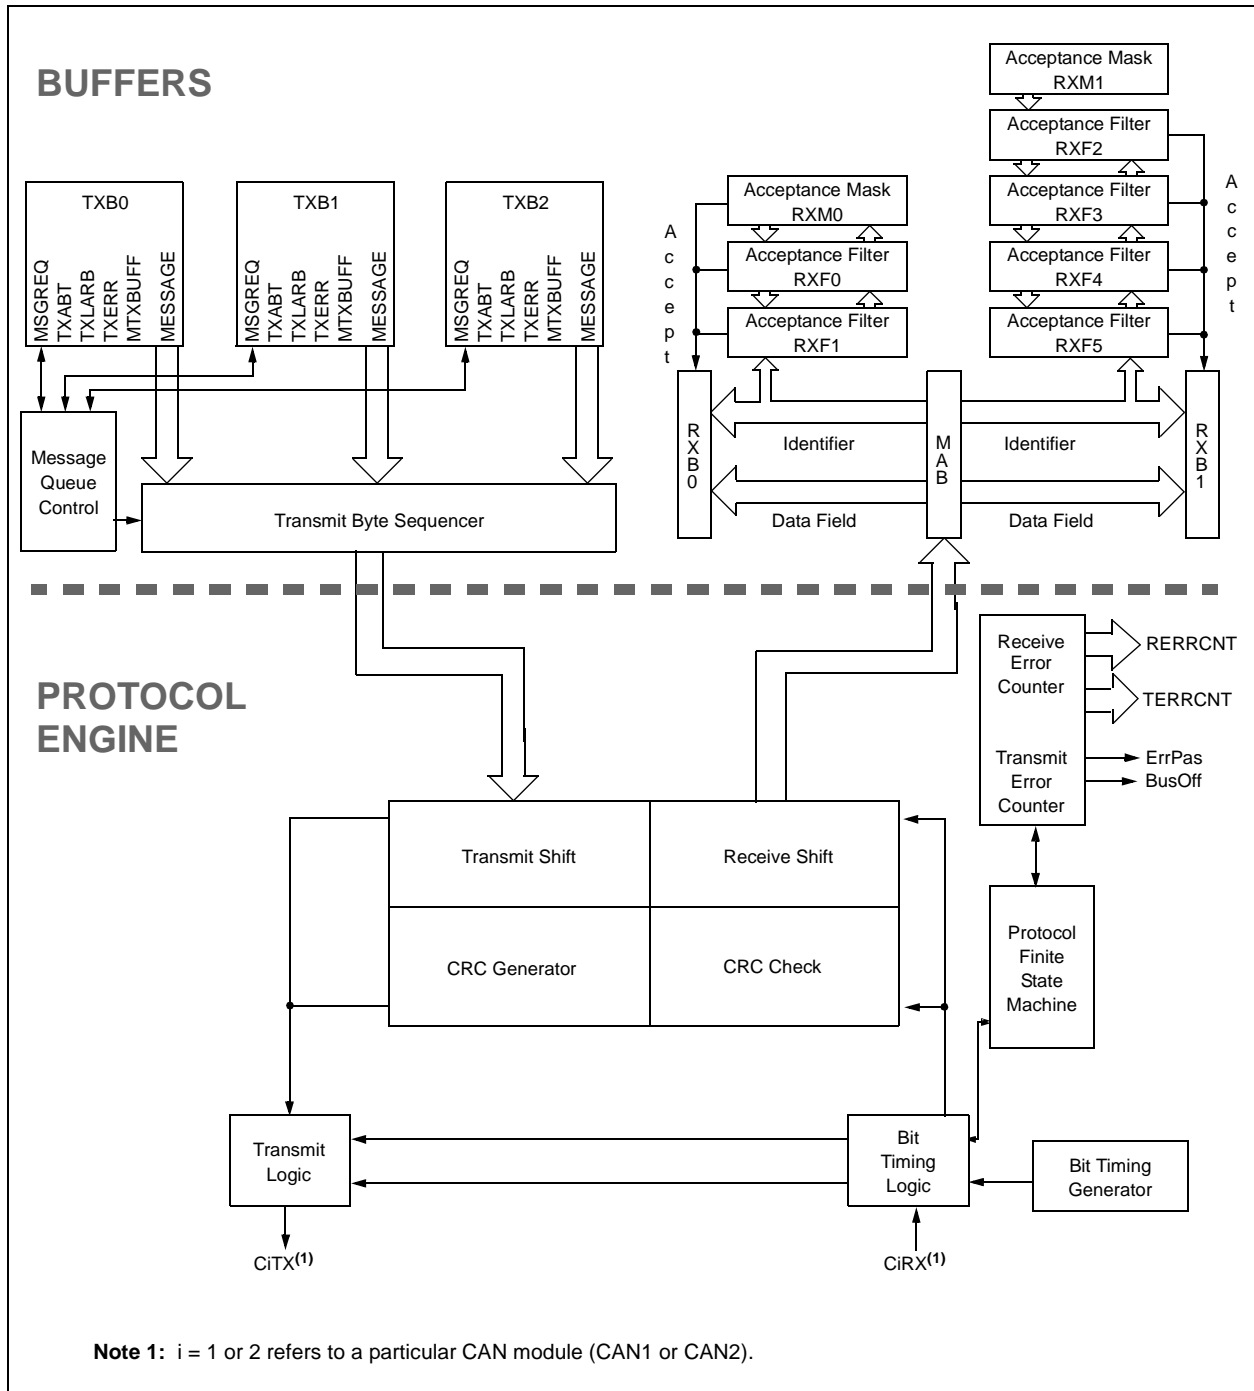 BUFFERS
Acceptance Mask
RXM1
Acceptance Filter
RXF2
Acceptance Filter
RXF3
Acceptance Filter
RXF4
Acceptance Filter
RXF5
Accept
Acceptance Mask
RXM0
Acceptance Filter
RXF0
Acceptance Filter
RXF1
Accept
TXB0
MSGREQ
TXABT
TXLARB
TXERR
MTXBUFF
MESSAGE
TXB1
MSGREQ
TXABT
TXLARB
TXERR
MTXBUFF
MESSAGE
TXB2
MSGREQ
TXABT
TXLARB
TXERR
MTXBUFF
MESSAGE
Message
Queue
Control
Transmit Byte Sequencer
RXB0
Identifier
Data Field
MAB
Identifier
Data Field
RXB1
PROTOCOL
ENGINE
Receive
Error
Counter
Transmit
Error
Counter
RERRCNT
TERRCNT
ErrPas
BusOff
Transmit Shift
Receive Shift
CRC Generator
CRC Check
Protocol
Finite
State
Machine
Transmit
Logic
Bit
Timing
Logic
Bit Timing
Generator
CiTX(1)
CiRX(1)
Note 1: i = 1 or 2 refers to a particular CAN module (CAN1 or CAN2).